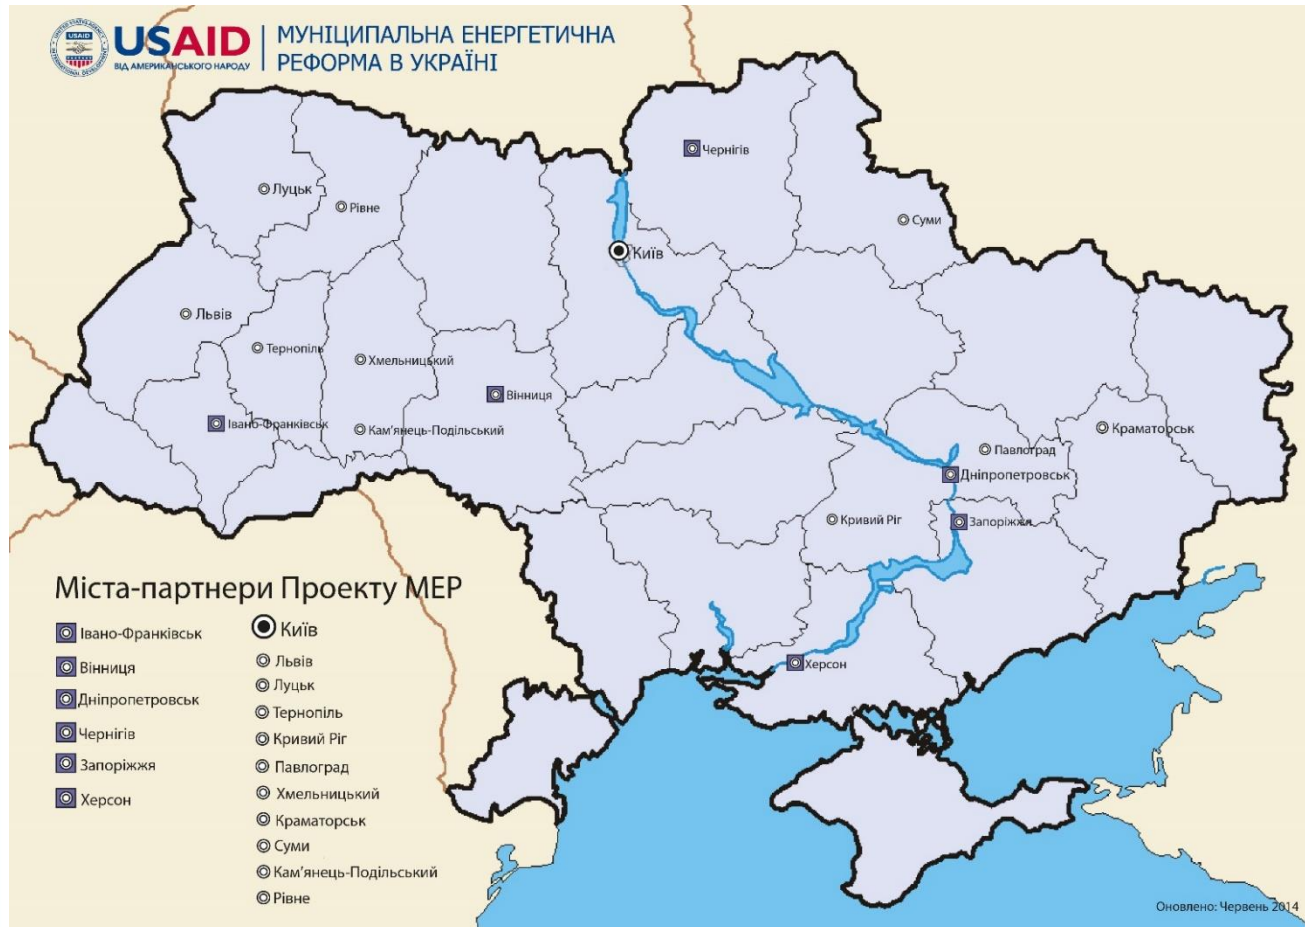 USAID
ВІД АМЕРИКАНСЬКОГО НАРОДУ
МУНІЦИПАЛЬНА ЕНЕРГЕТИЧНА
РЕФОРМА В УКРАЇНІ
Чернігів
Луцьк
Рівне
Суми
Київ
Львів
Тернопіль
Хмельницький
Вінниця
Івано-Франківськ
Кам'янець-Подільський
Краматорськ
Павлоград
Дніпропетровськ
Кривий Ріг
Запоріжжя
Херсон
Міста-партнери Проекту МЕР
Івано-Франківськ
Вінниця
Дніпропетровськ
Чернігів
Запоріжжя
Херсон
Київ
Львів
Луцьк
Тернопіль
Кривий Ріг
Павлоград
Хмельницький
Краматорськ
Суми
Кам'янець-Подільський
Рівне
Оновлено: Червень 2014